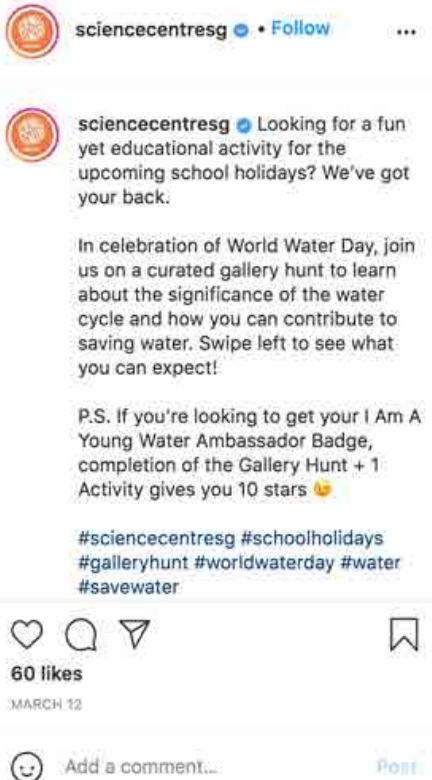 sciencecentresg • Follow
sciencecentresg Looking for a fun
yet educational activity for the
upcoming school holidays? We've got
your back.
In celebration of World Water Day, join
us on a curated gallery hunt to learn
about the significance of the water
cycle and how you can contribute to
saving water. Swipe left to see what
you can expect!
P.S. If you're looking to get your I Am A
Young Water Ambassador Badge,
completion of the Gallery Hunt + 1
Activity gives you 10 stars 😉
#sciencecentresg #schoolholidays
#galleryhunt #worldwaterday #water
#savewater
60 likes
MARCH 12
Add a comment... Post